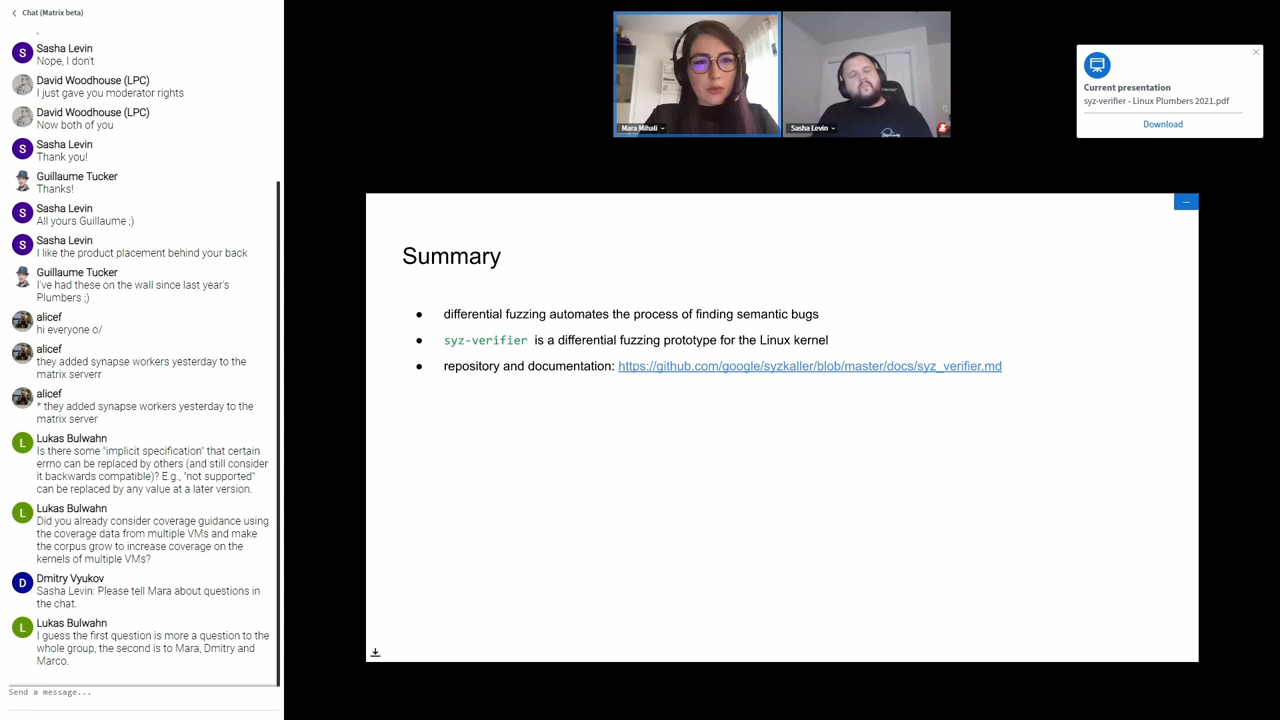 Chat (Matrix beta)
Sasha Levin
Nope, I don't
David Woodhouse (LPC)
I just gave you moderator rights
David Woodhouse (LPC)
Now both of you
Sasha Levin
Thank you!
Guillaume Tucker
Thanks!
Sasha Levin
All yours Guillaume ;)
Sasha Levin
I like the product placement behind your back
Guillaume Tucker
I've had these on the wall since last year's
Plumbers ;)
alicef
hi everyone o/
alicef
they added synapse workers yesterday to the
matrix serverr
alicef
* they added synapse workers yesterday to the
matrix server
Lukas Bulwahn
Is there some "implicit specification" that certain
errno can be replaced by others (and still consider
it backwards compatible)? E.g., "not supported"
can be replaced by any value at a later version.
Lukas Bulwahn
Did you already consider coverage guidance using
the coverage data from multiple VMs and make
the corpus grow to increase coverage on the
kernels of multiple VMs?
Dmitry Vyukov
Sasha Levin: Please tell Mara about questions in
the chat.
Lukas Bulwahn
I guess the first question is more a question to the
whole group, the second is to Mara, Dmitry and
Marco.
Send a message...
Mara Mihali
Sasha Levin
Current presentation
syz-verifier - Linux Plumbers 2021.pdf
Download
Summary
● differential fuzzing automates the process of finding semantic bugs
● syz-verifier is a differential fuzzing prototype for the Linux kernel
● repository and documentation: https://github.com/google/syzkaller/blob/master/docs/syz_verifier.md